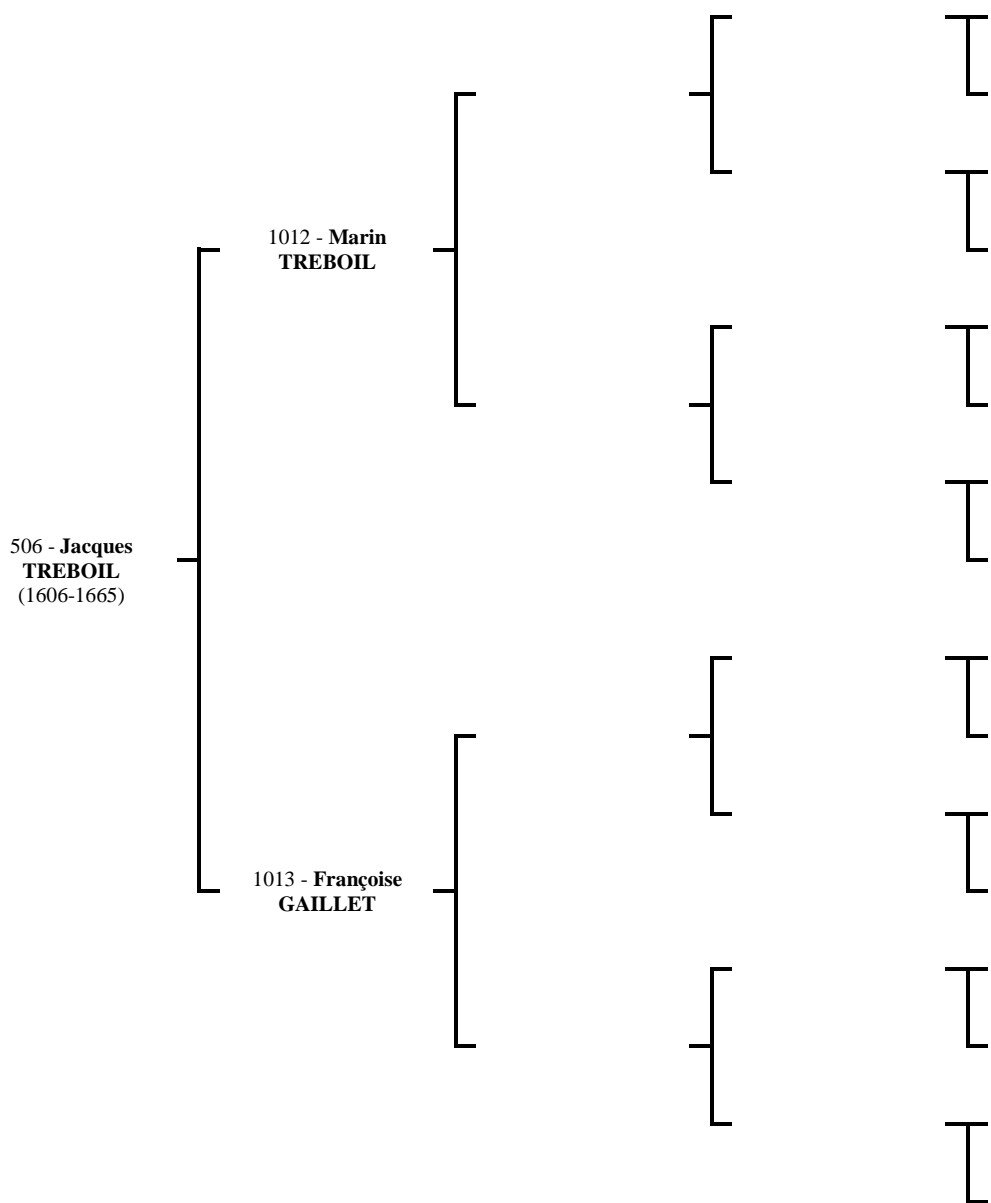 1012 - Marin
TREBOIL
506 - Jacques
TREBOIL
(1606-1665)
1013 - Françoise
GAILLET